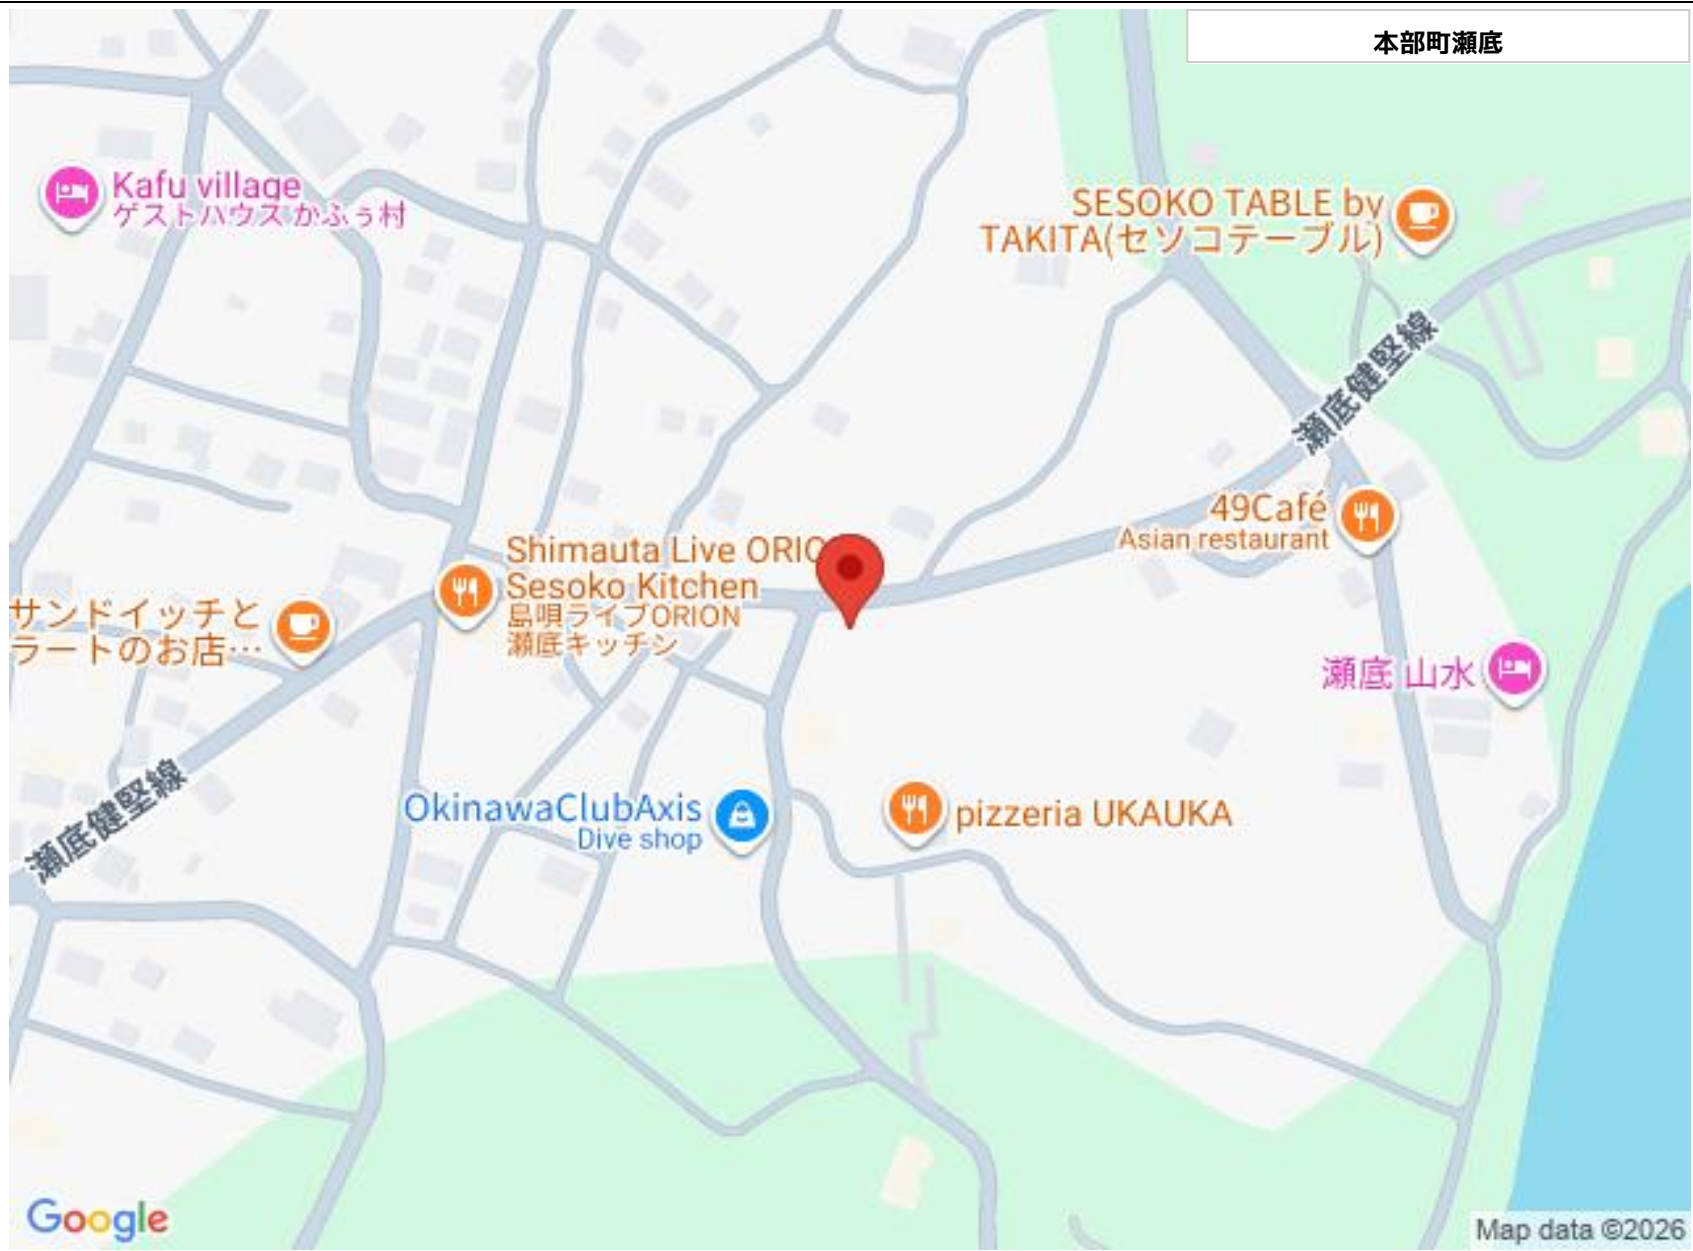 本部町瀬底
Kafu village
ゲストハウス かふぅ村
SESOKO TABLE by
TAKITA(セソコテーブル)
瀬底健堅線
49Café
Asian restaurant
Shimauta Live ORIO
Sesoko Kitchen
島唄ライブORION
瀬底キッチン
サンドイッチと
ラートのお店…
瀬底 山水
瀬底健堅線
OkinawaClubAxis
Dive shop
pizzeria UKAUKA
Google
Map data ©2026